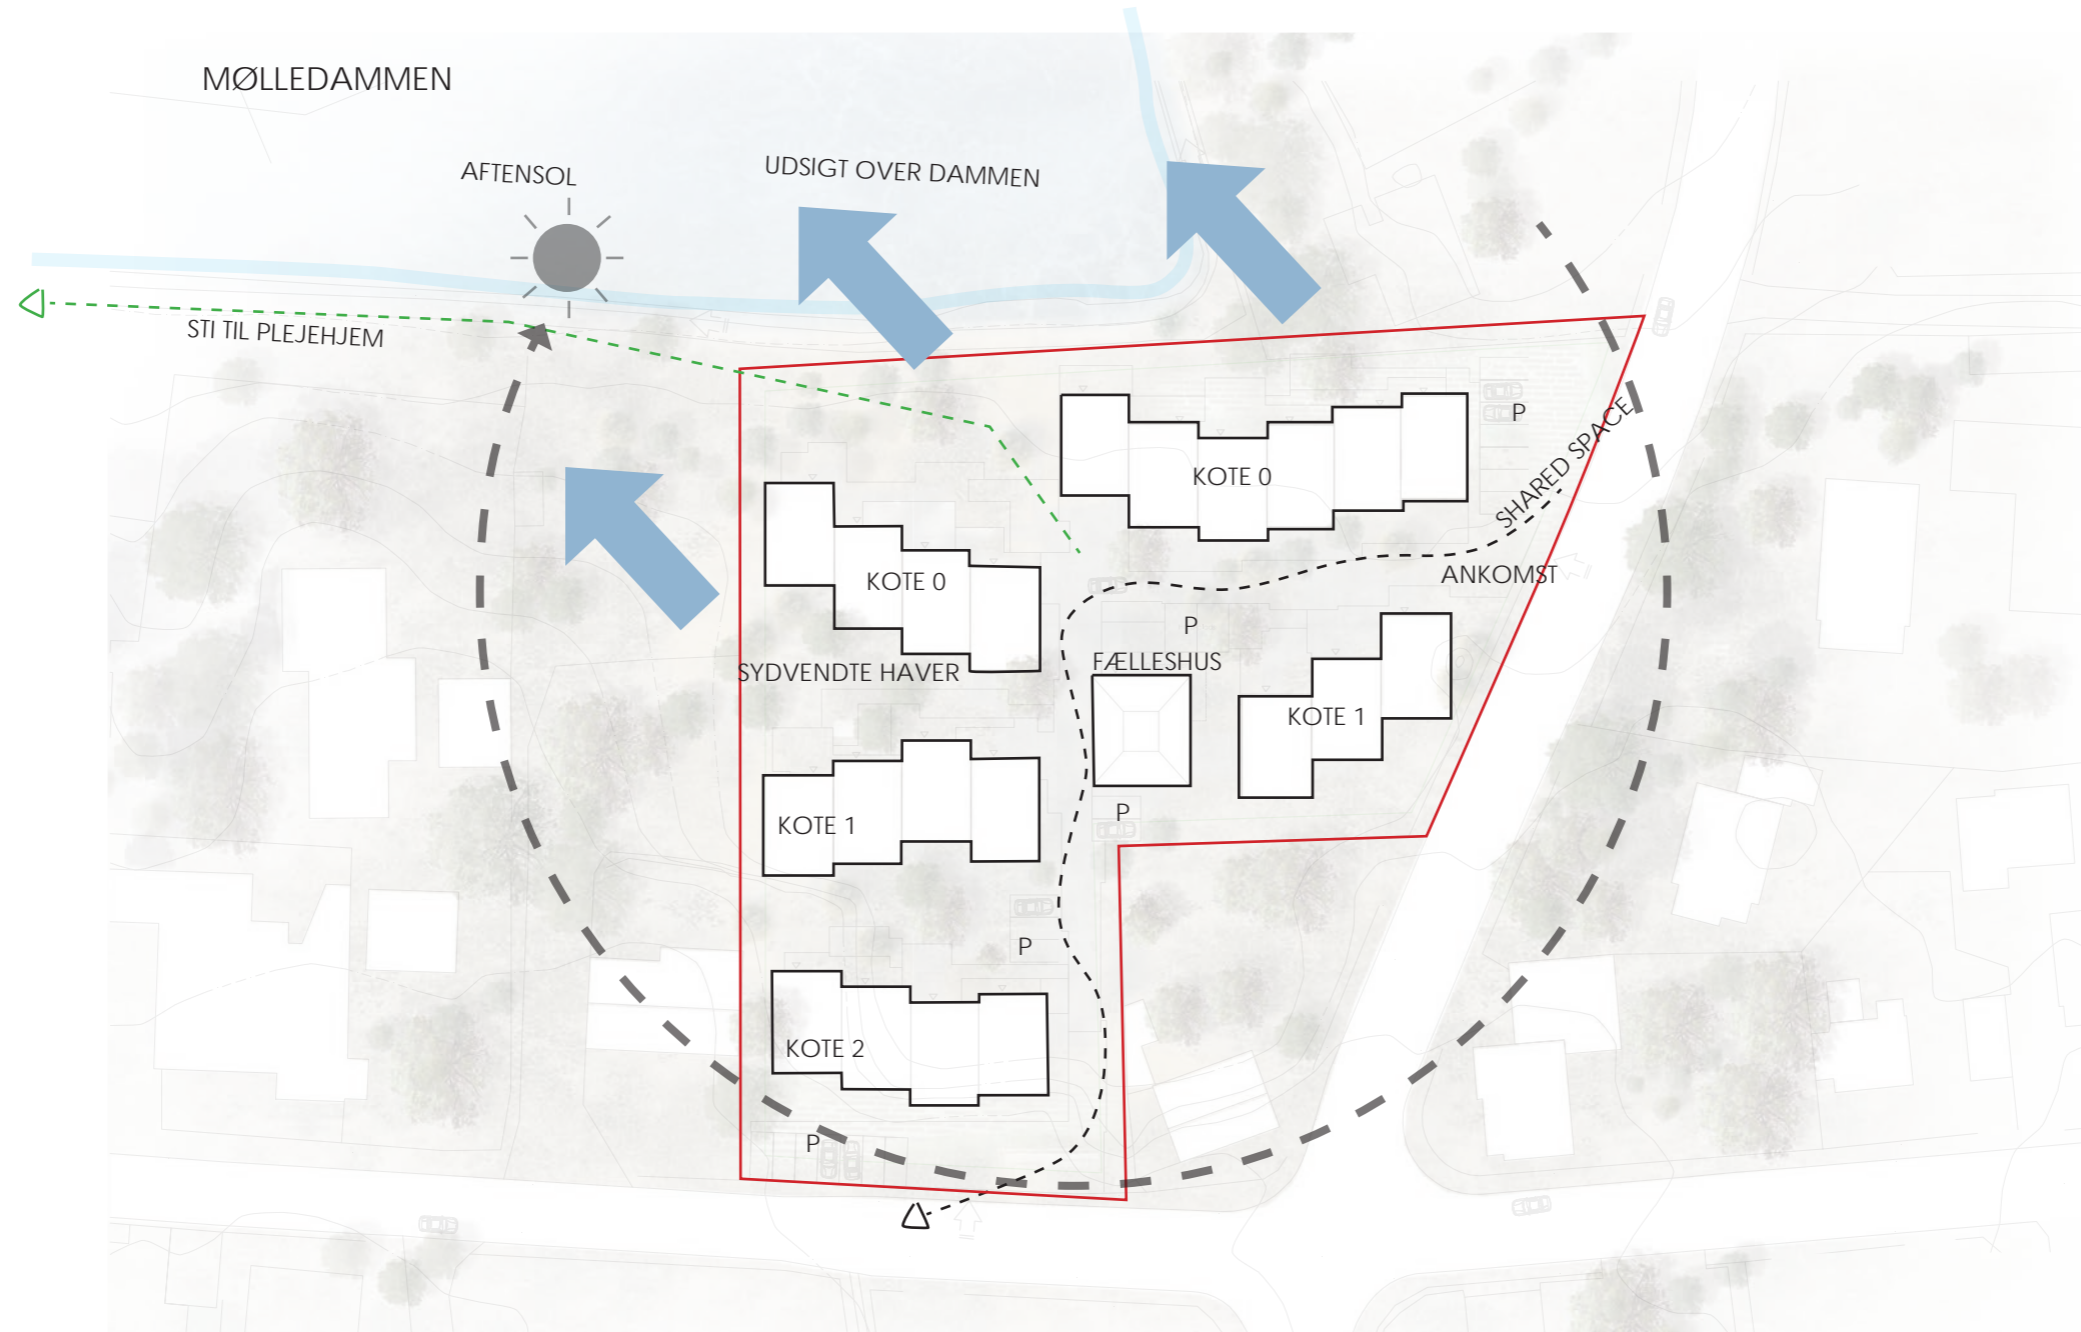 MØLLEDAMMEN
AFTENSOL
UDSIGT OVER DAMMEN
STI TIL PLEJEHJEM
P
SHARED SPACE
KOTE 0
KOTE 0
ANKOMST
P
FÆLLESHUS
SYDVENDTE HAVER
KOTE 1
P
KOTE 1
P
KOTE 2
P